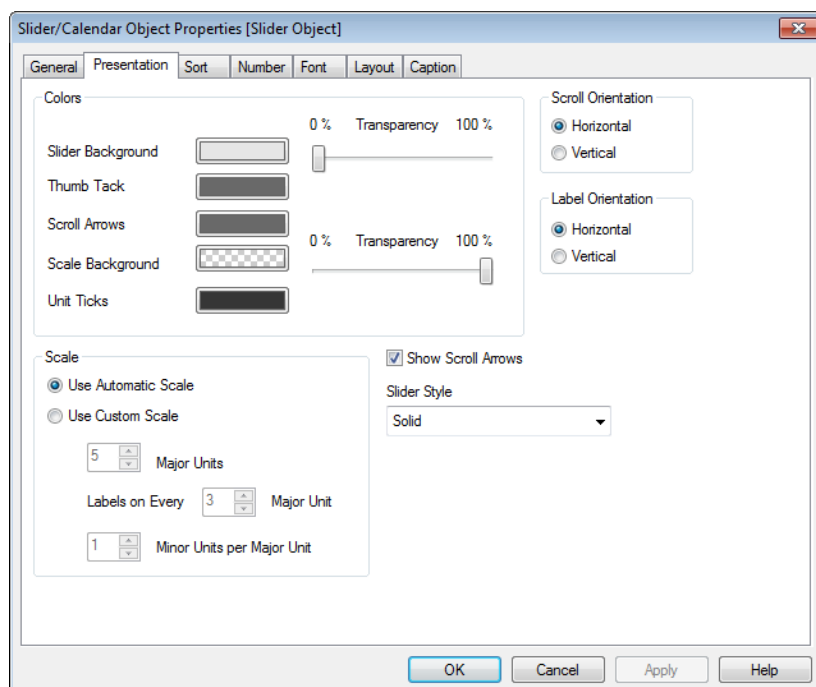 Slider/Calendar Object Properties [Slider Object]
General Presentation Sort Number Font Layout Caption
Colors
0 % Transparency 100 %
Slider Background
Thumb Tack
Scroll Arrows
0 % Transparency 100 %
Scale Background
Unit Ticks
Scroll Orientation
Horizontal
Vertical
Label Orientation
Horizontal
Vertical
Scale
Use Automatic Scale
Use Custom Scale
5 Major Units
Labels on Every 3 Major Unit
1 Minor Units per Major Unit
Show Scroll Arrows
Slider Style
Solid
OK Cancel Apply Help